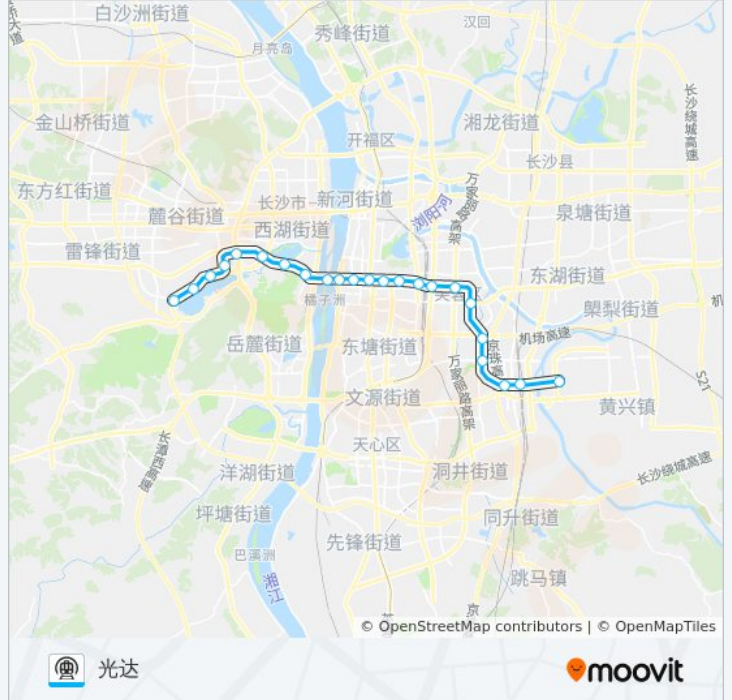 白沙洲街道
秀峰街道
汉回
月亮岛
长沙绕城高速
金山桥街道
湘龙街道
开福区
长沙县
东方红街道
麓谷街道
长沙市
新河街道
浏阳河
万家丽路高架
泉塘街道
西湖街道
雷锋街道
东湖街道
橘子洲
㮾梨街道
机场高速
岳麓街道
东塘街道
京珠高
万家丽路高架
S21
文源街道
黄兴镇
天心区
长潭西高速
洋湖街道
洞井街道
长沙绕城高速
坪塘街道
同升街道
先锋街道
巴溪洲
湘江
跳马镇
京
© OpenStreetMap contributors | © OpenMapTiles
光达
moovit